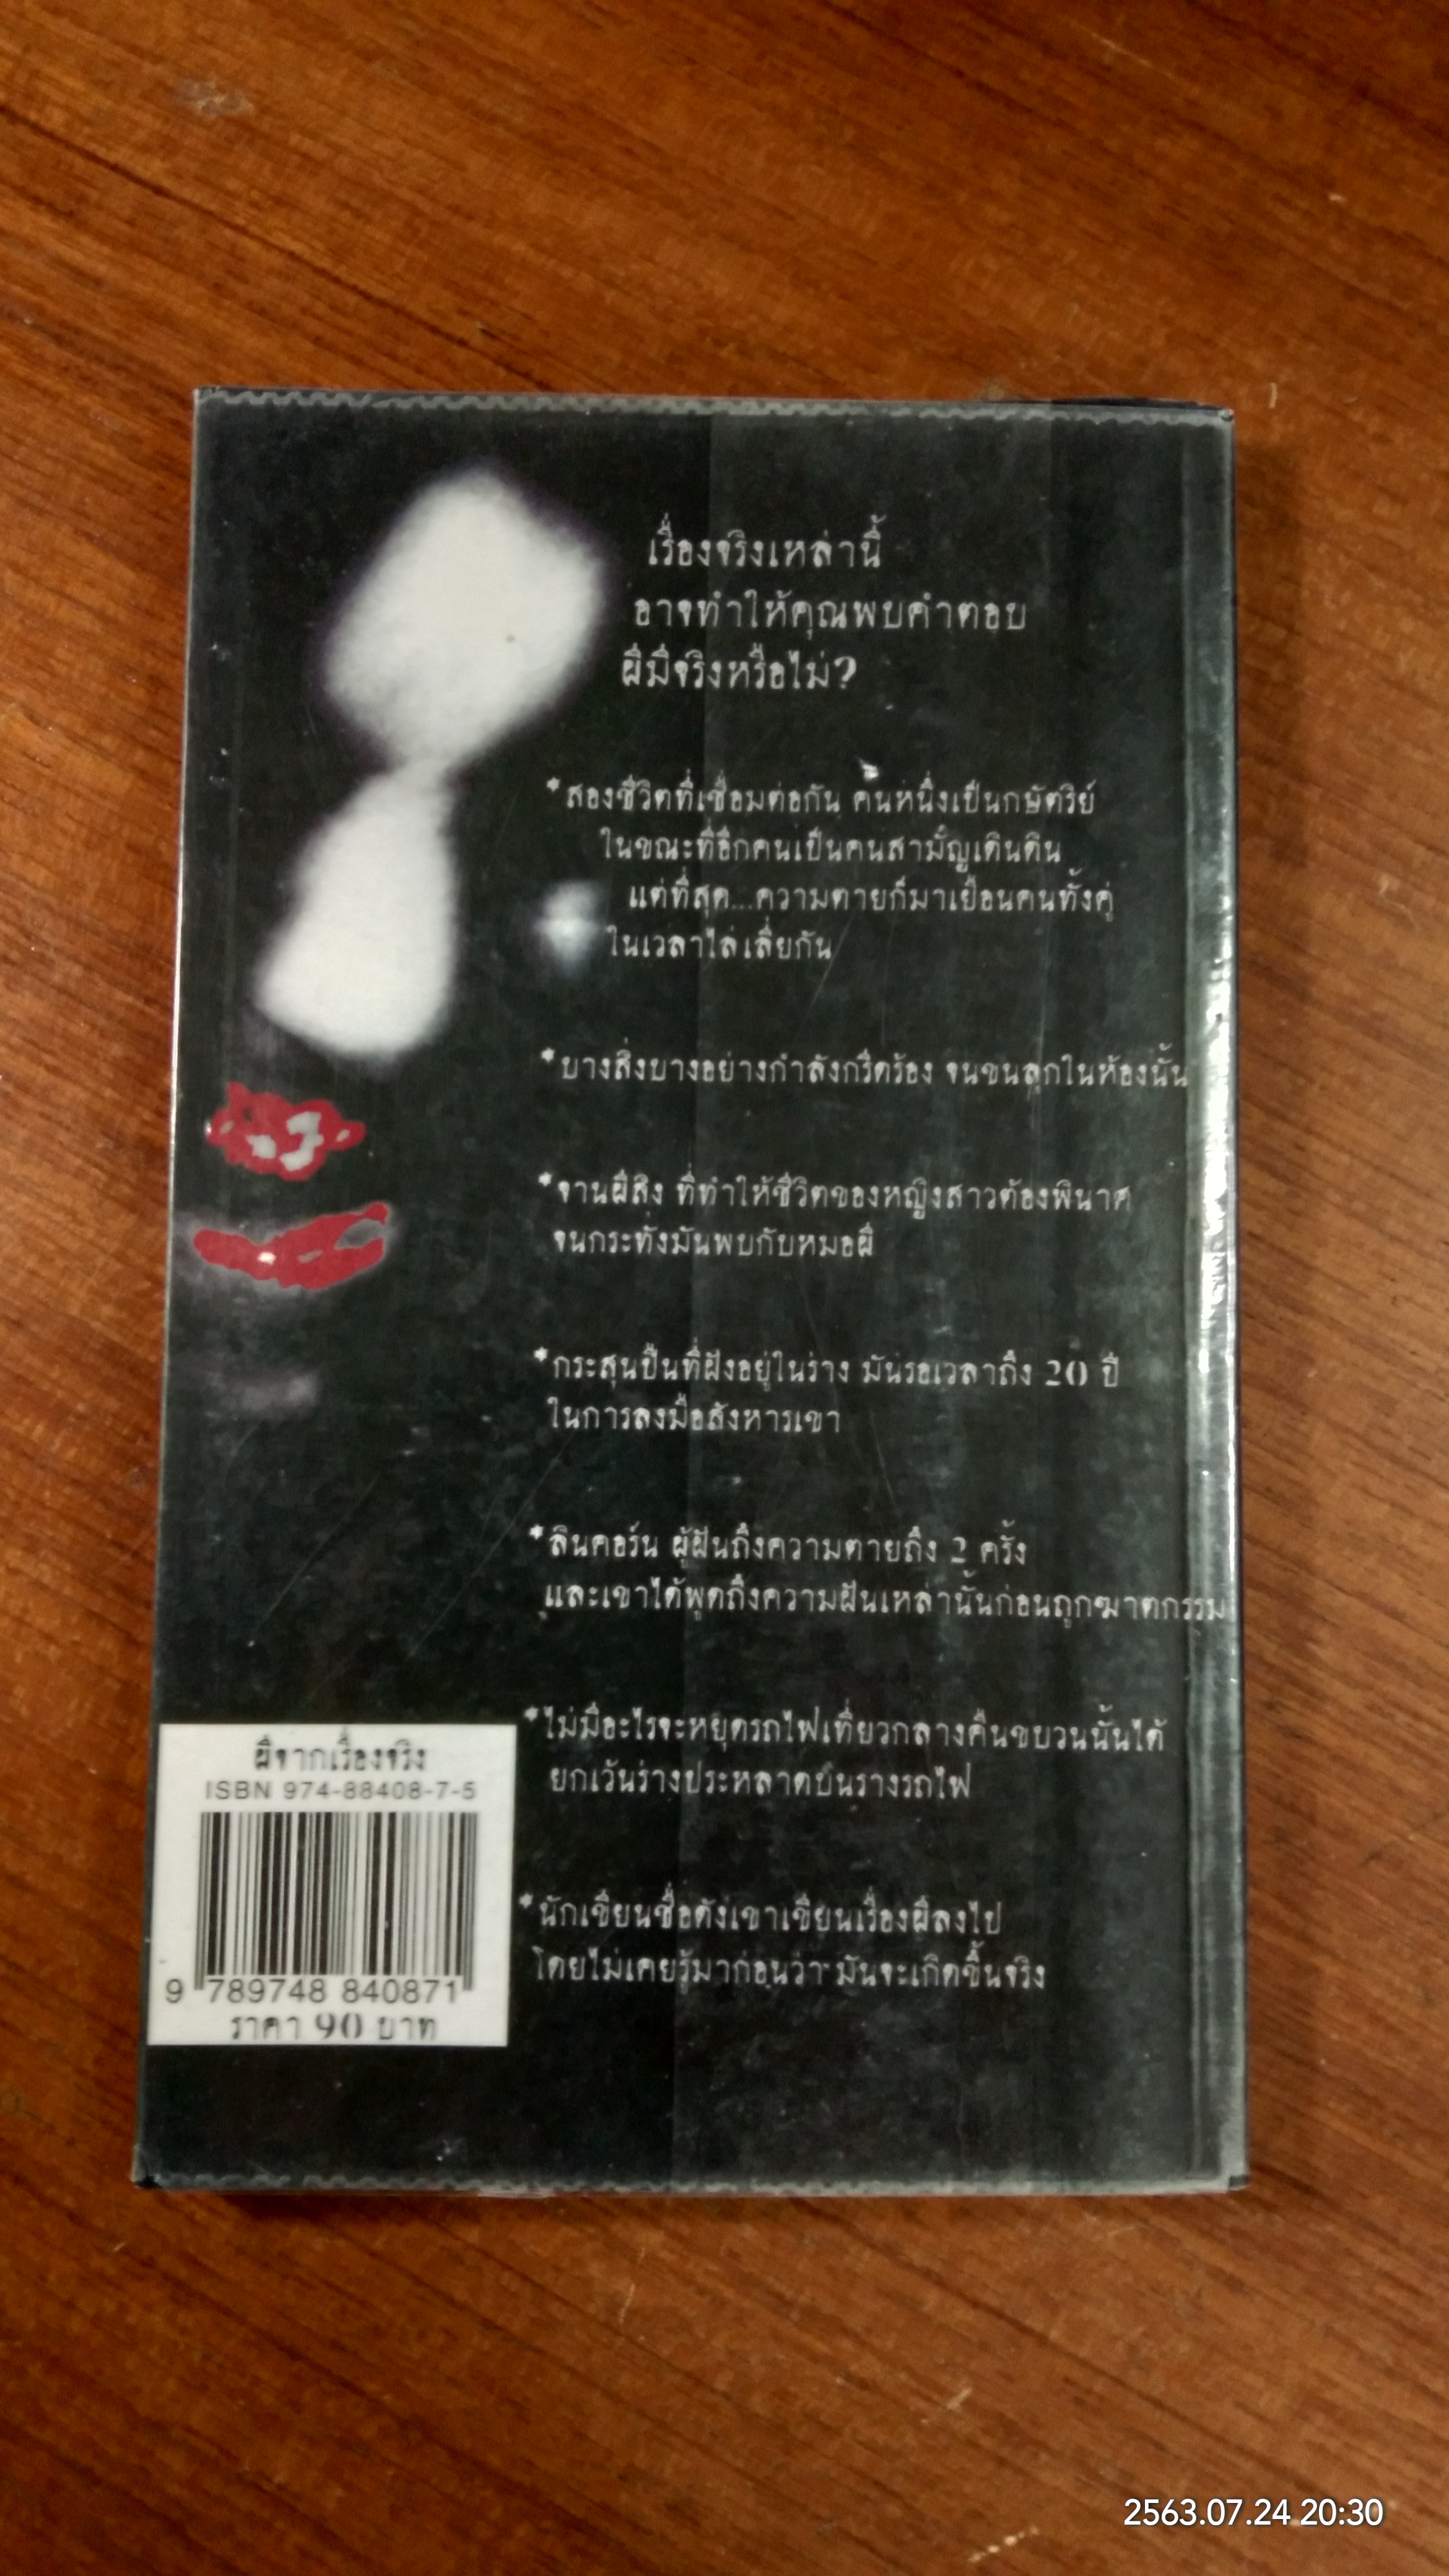 เรื่องจริงเหล่านี้
อาจทำให้คุณพบคำตอบ
ผีมีจริงหรือไม่?
*สองชีวิตที่เชื่อมต่อกัน คนหนึ่งเป็นกษัตริย์
ในขณะที่อีกคนเป็นคนสามัญเดินดิน
แต่ที่สุด...ความตายก็มาเยือนคนทั้งคู่
ในเวลาไล่เลี่ยกัน
*บางสิ่งบางอย่างกำลังกรีดร้อง จนขนลุกในห้องนั้น
*จานผีสิง ที่ทำให้ชีวิตของหญิงสาวต้องพินาศ
จนกระทั่งมันพบกับหมอผี
*กระสุนปืนที่ฝังอยู่ในร่าง มันรอเวลาถึง 20 ปี
ในการลงมือสังหารเขา
*ลินคอร์น ผู้ฝันถึงความตายถึง 2 ครั้ง
และเขาได้พูดถึงความฝันเหล่านั้นก่อนถูกฆาตกรรม
*ไม่มีอะไรจะหยุดรถไฟเที่ยวกลางคืนขบวนนั้นได้
ยกเว้นร่างประหลาดบนรางรถไฟ
*นักเขียนชื่อดังเขาเขียนเรื่องผีลงไป
โดยไม่เคยรู้มาก่อนว่า มันจะเกิดขึ้นจริง
ผีจากเรื่องจริง
ISBN 974-88408-7-5
9 789748 840871
ราคา 90 บาท
2563.07.24 20:30